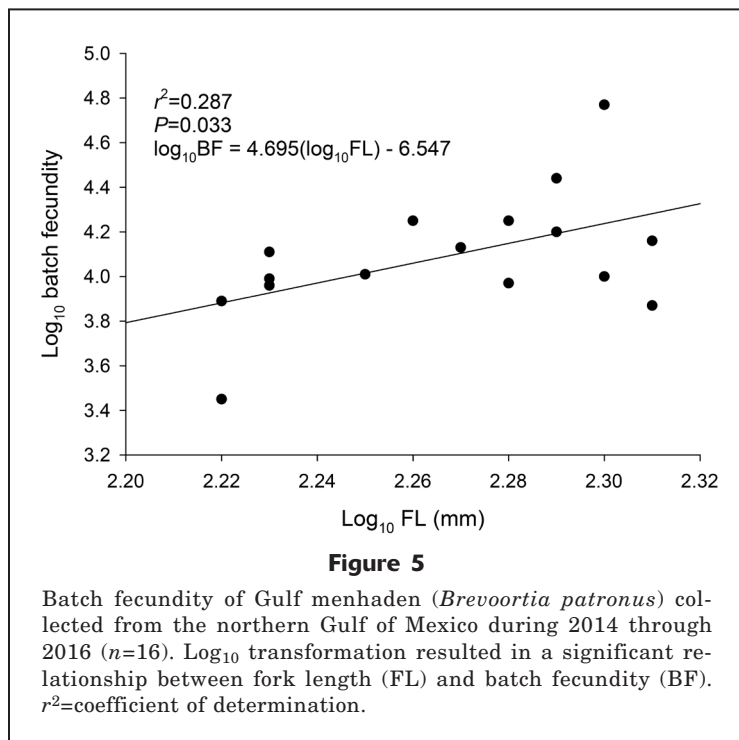 5.0
r²=0.287
P=0.033
log₁₀BF = 4.695(log₁₀FL) - 6.547
4.8
4.6
4.4
4.2
4.0
3.8
3.6
3.4
3.2
Log₁₀ batch fecundity
2.20 2.22 2.24 2.26 2.28 2.30 2.32
Log₁₀ FL (mm)
Figure 5
Batch fecundity of Gulf menhaden (Brevoortia patronus) col-
lected from the northern Gulf of Mexico during 2014 through
2016 (n=16). Log₁₀ transformation resulted in a significant re-
lationship between fork length (FL) and batch fecundity (BF).
r²=coefficient of determination.